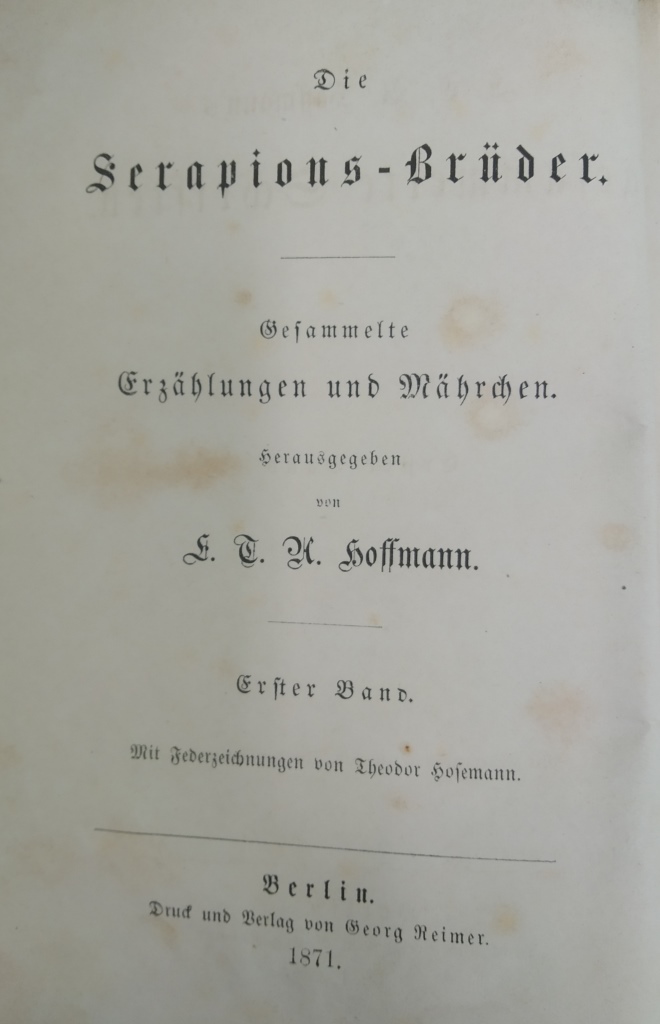 Die
Serapions-Brüder.
Gesammelte
Erzählungen und Mährchen.
Herausgegeben
von
E. T. A. Hoffmann.
Erster Band.
Mit Federzeichnungen von Theodor Hosemann.
Berlin.
Druck und Verlag von Georg Reimer.
1871.